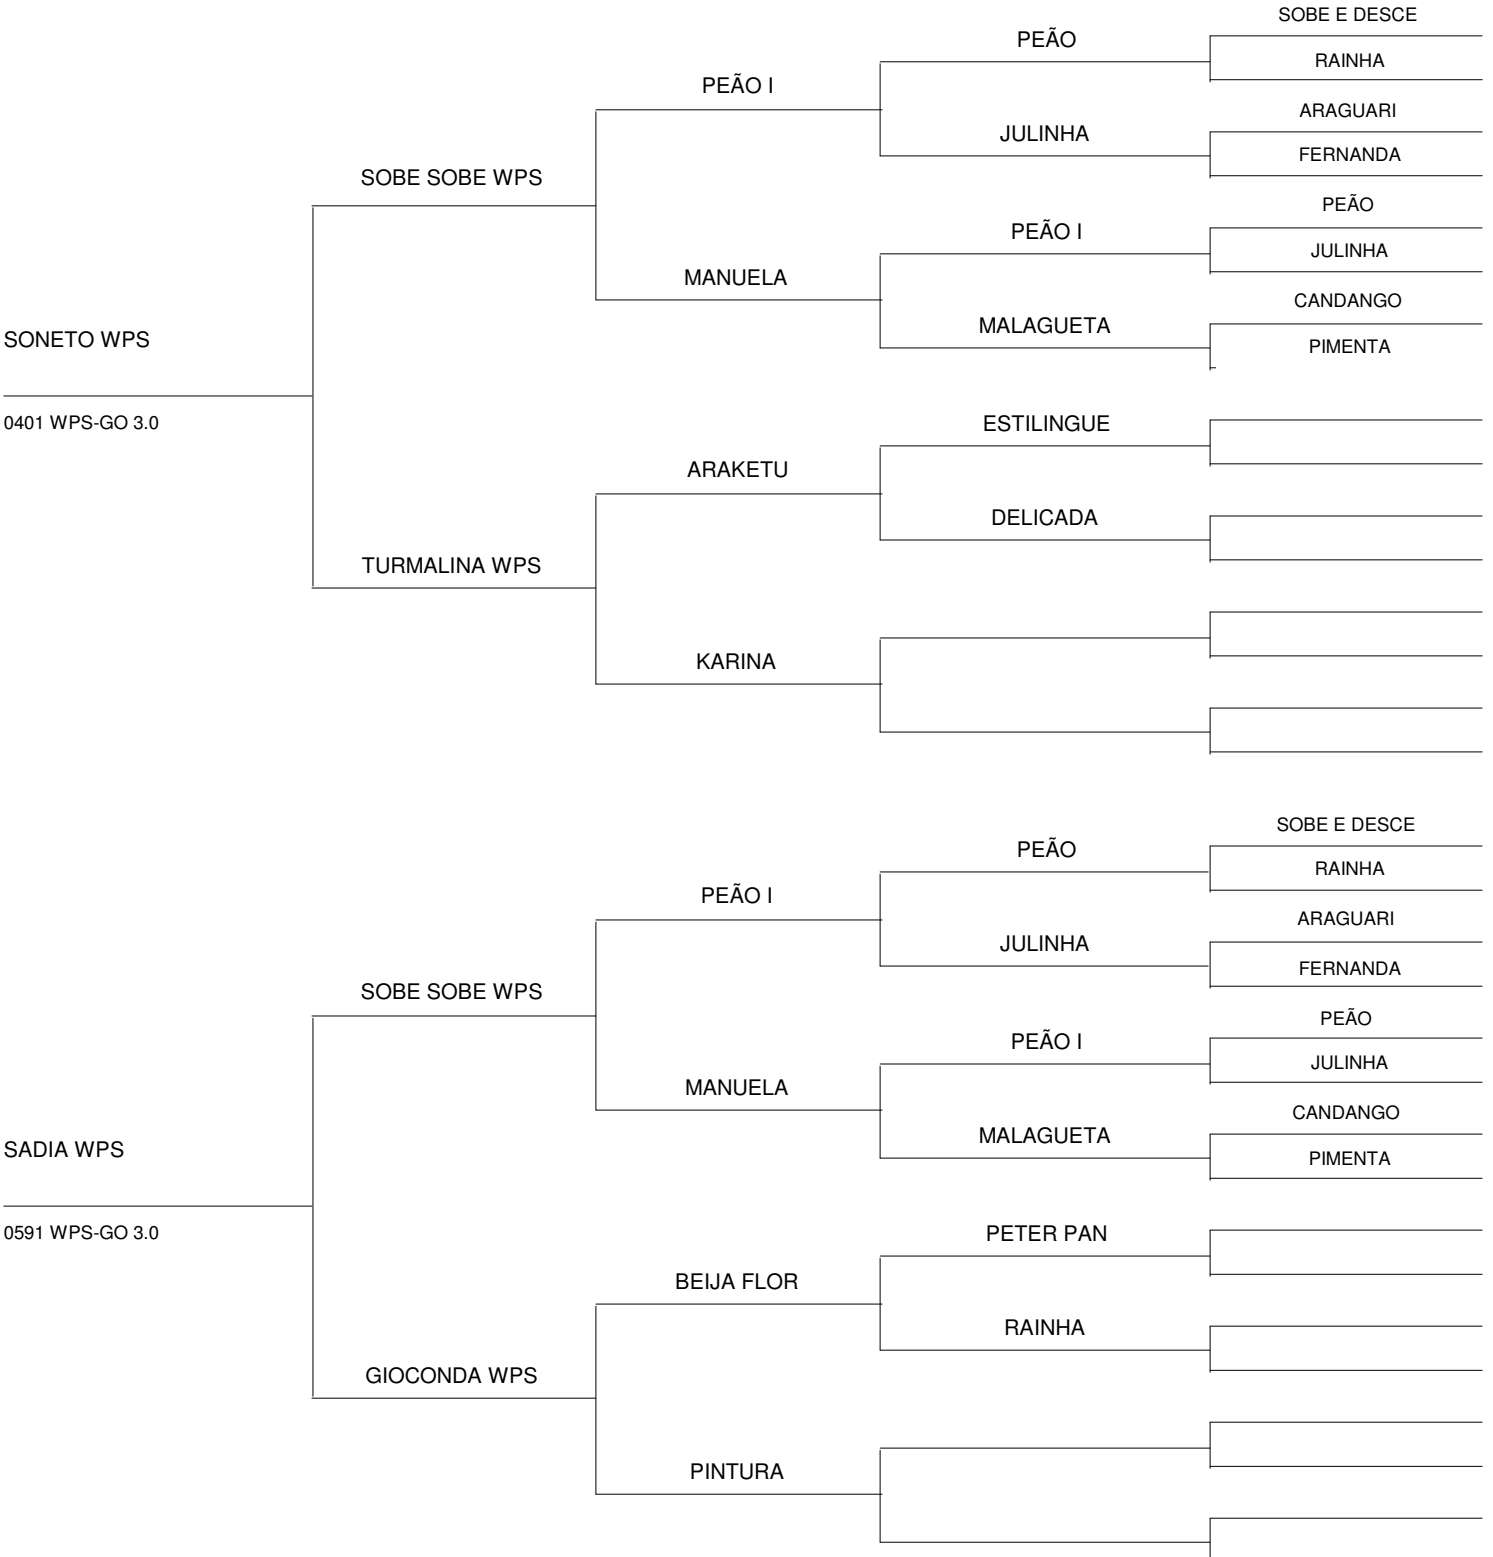 SOBE E DESCE
PEÃO
RAINHA
PEÃO I
ARAGUARI
JULINHA
FERNANDA
SOBE SOBE WPS
PEÃO
PEÃO I
JULINHA
MANUELA
CANDANGO
MALAGUETA
PIMENTA
SONETO WPS
0401 WPS-GO 3.0
ESTILINGUE
ARAKETU
DELICADA
TURMALINA WPS
KARINA
SOBE E DESCE
PEÃO
RAINHA
PEÃO I
ARAGUARI
JULINHA
FERNANDA
SOBE SOBE WPS
PEÃO
PEÃO I
JULINHA
MANUELA
CANDANGO
MALAGUETA
PIMENTA
SADIA WPS
0591 WPS-GO 3.0
PETER PAN
BEIJA FLOR
RAINHA
GIOCONDA WPS
PINTURA